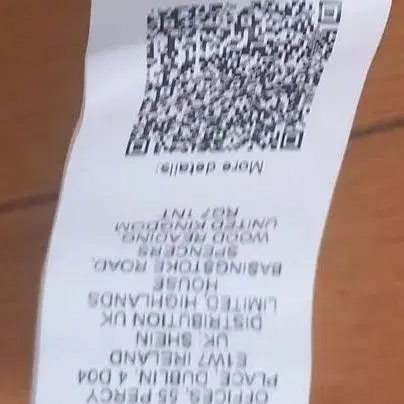 OFFICES, 55 PERCY
PLACE, DUBLIN, 4 D04
E1W7 IRELAND
UK: SHEIN
DISTRIBUTION UK
LIMITED, HIGHLANDS
HOUSE
BASINGSTOKE ROAD,
SPENCERS
WOOD READING,
UNITED KINGDOM
RG7 1NT
More details: